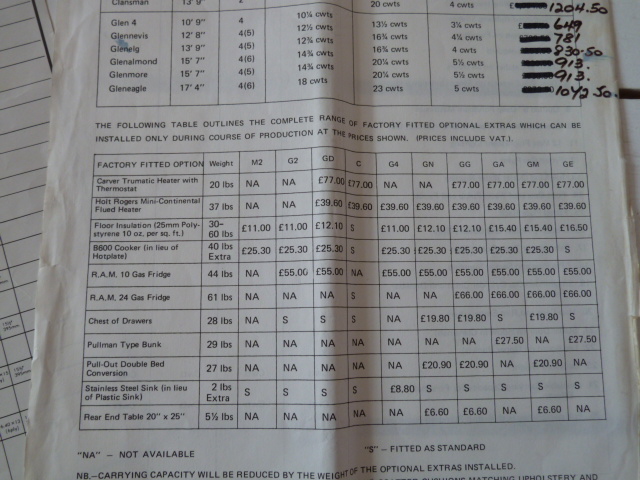 Clansman 13' 9" 2 20 cwts 4 cwts 1204.50
Glen 4 10' 9" 4 10¼ cwts 13½ cwts 3¼ cwts £ 649
Glennevis 12' 8" 4(5) 12½ cwts 16¾ cwts 4¼ cwts 781
Glenelg 13' 9" 4(5) 12¾ cwts 16¾ cwts 4 cwts 830.50
Glenalmond 15' 7" 4(6) 14¾ cwts 20¼ cwts 5½ cwts 913.
Glenmore 15' 7" 4(5) 14¾ cwts 20¼ cwts 5½ cwts 913.
Gleneagle 17' 4" 4(6) 18 cwts 23 cwts 5 cwts 1042.50.
THE FOLLOWING TABLE OUTLINES THE COMPLETE RANGE OF FACTORY FITTED OPTIONAL EXTRAS WHICH CAN BE
INSTALLED ONLY DURING COURSE OF PRODUCTION AT THE PRICES SHOWN. (PRICES INCLUDE VAT.).
FACTORY FITTED OPTION Weight M2 G2 GD C G4 GN GG GA GM GE
Carver Trumatic Heater with
Thermostat 20 lbs NA NA £77.00 £77.00 NA NA £77.00 £77.00 £77.00 £77.00
Holt Rogers Mini-Continental
Flued Heater 37 lbs NA NA £39.60 £39.60 £39.60 £39.60 £39.60 £39.60 £39.60 £39.60
Floor Insulation (25mm Poly-
styrene 10 oz. per sq. ft.) 30–
60 lbs £11.00 £11.00 £12.10 S £11.00 £12.10 £12.10 £15.40 £15.40 £16.50
B600 Cooker (in lieu of
Hotplate) 40 lbs
Extra £25.30 £25.30 £25.30 S £25.30 £25.30 £25.30 £25.30 £25.30 £25.30
R.A.M. 10 Gas Fridge 44 lbs NA £55.00 £55.00 NA £55.00 £55.00 £55.00 £55.00 £55.00 £55.00
R.A.M. 24 Gas Fridge 61 lbs NA NA NA S NA NA £66.00 £66.00 £66.00 £66.00
Chest of Drawers 28 lbs NA S S S NA £19.80 £19.80 S £19.80 S
Pullman Type Bunk 29 lbs NA NA NA NA NA NA NA £27.50 NA £27.50
Pull-Out Double Bed
Conversion 27 lbs NA NA NA NA NA £20.90 £20.90 NA £20.90 NA
Stainless Steel Sink (in lieu
of Plastic Sink) 2 lbs
Extra S S S S £8.80 S S S S S
Rear End Table 20" x 25" 5½ lbs NA NA NA NA NA £6.60 £6.60 NA £6.60 NA
"NA" – NOT AVAILABLE "S" – FITTED AS STANDARD
NB.–CARRYING CAPACITY WILL BE REDUCED BY THE WEIGHT OF THE OPTIONAL EXTRAS INSTALLED.
CUSHIONS MATCHING UPHOLSTERY AND